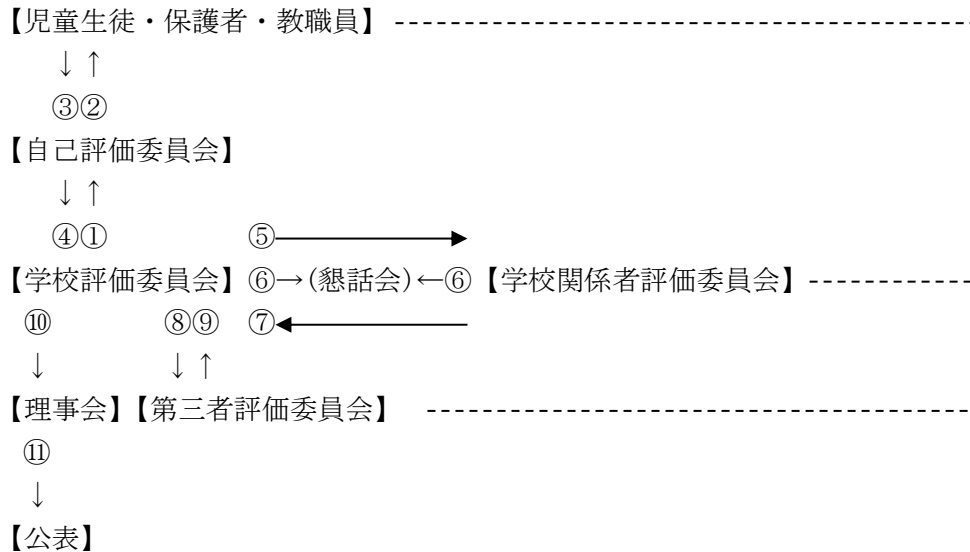 【児童生徒・保護者・教職員】 -----------------------------------------
↓ ↑
③②
【自己評価委員会】
↓ ↑
④① ⑤
【学校評価委員会】⑥→(懇話会)←⑥【学校関係者評価委員会】------------
⑩ ⑧⑨ ⑦
↓ ↓ ↑
【理事会】【第三者評価委員会】 ---------------------------------------
⑪
↓
【公表】